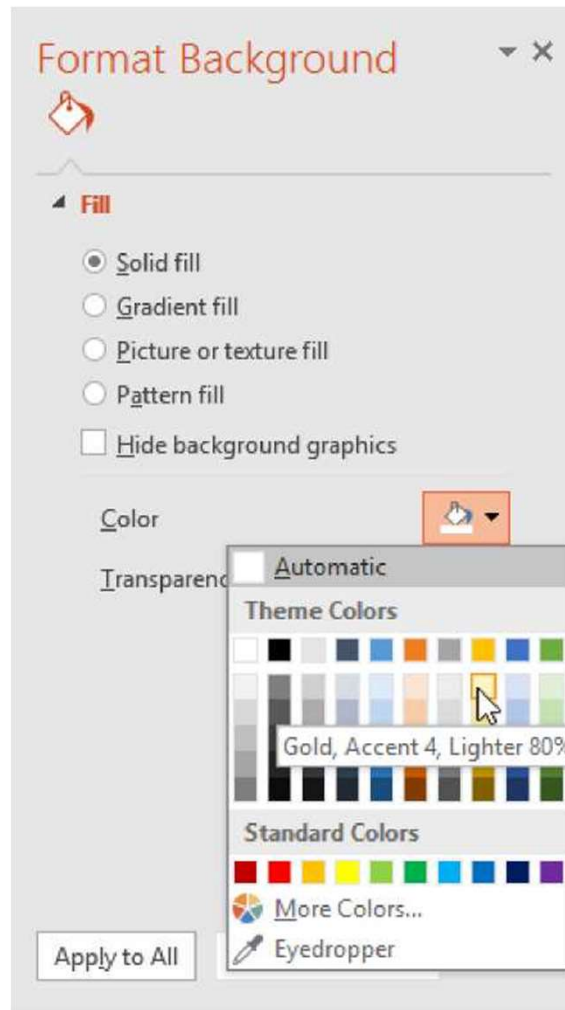 Format Background
Fill
Solid fill
Gradient fill
Picture or texture fill
Pattern fill
Hide background graphics
Color
Automatic
Theme Colors
Gold, Accent 4, Lighter 80%
Standard Colors
More Colors...
Eyedropper
Apply to All